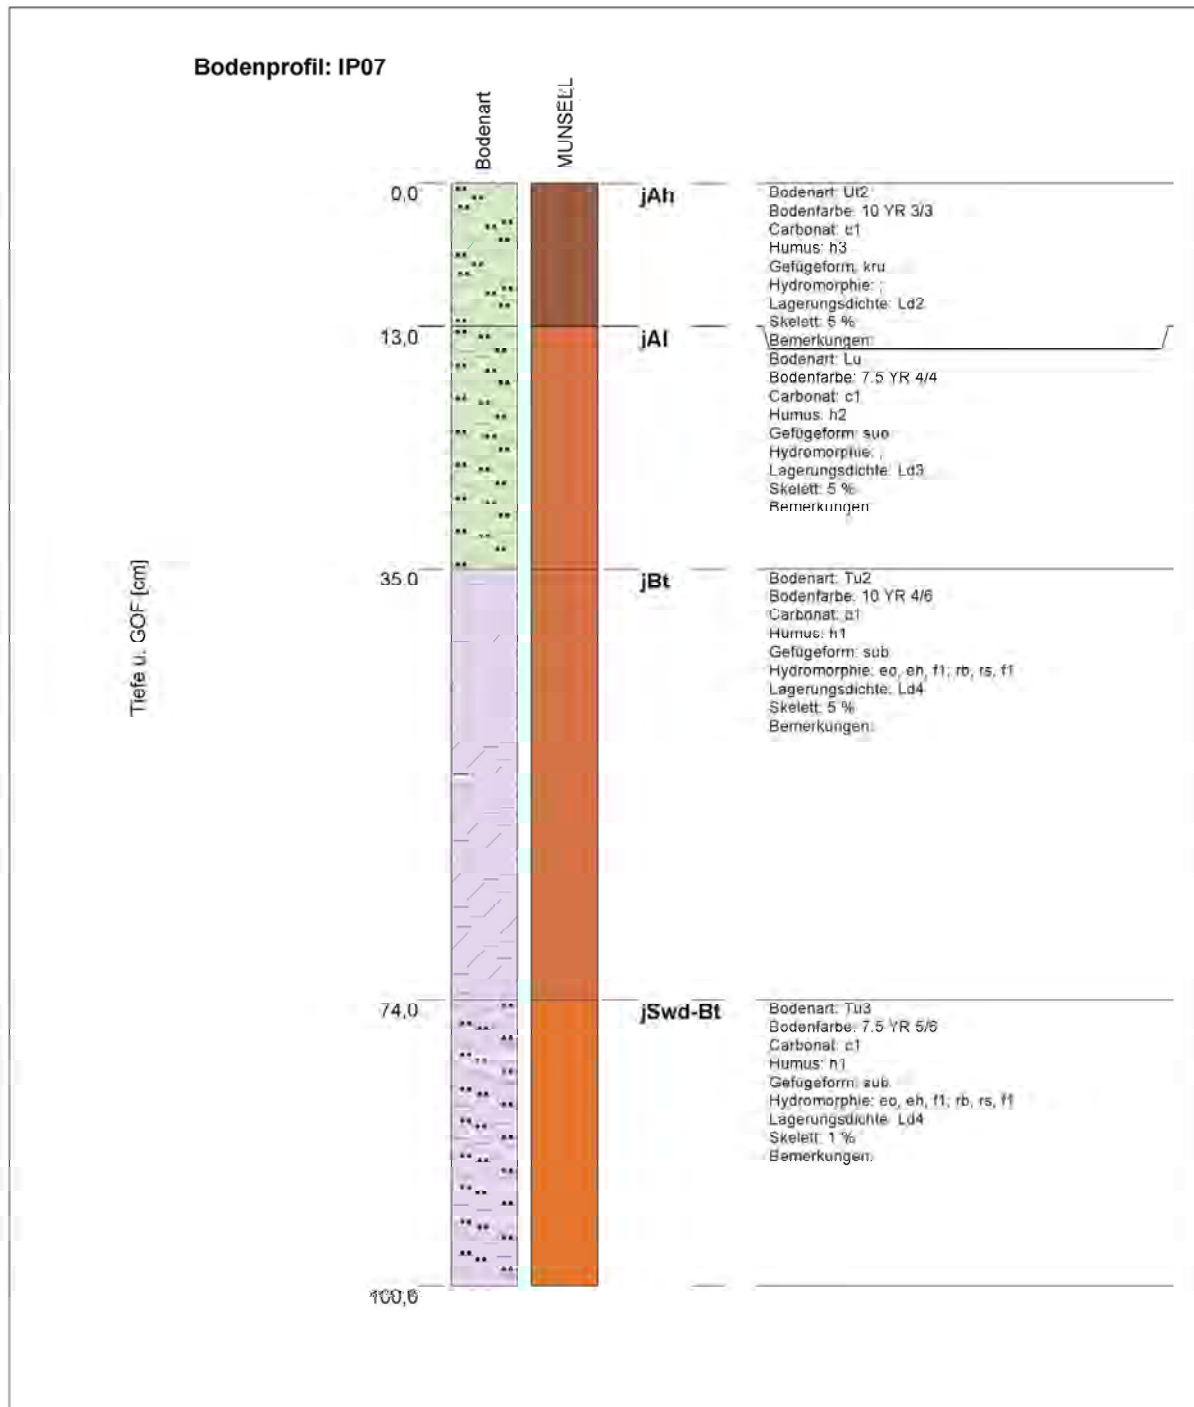 Bodenprofil: IP07
Bodenart
MUNSELL
Tiefe u. GOF [cm]
0,0
jAh
Bodenart: Ut2
Bodenfarbe: 10 YR 3/3
Carbonat: c1
Humus: h3
Gefügeform: kru
Hydromorphie: ;
Lagerungsdichte: Ld2
Skelett: 5 %
Bemerkungen:
13,0
jAl
Bodenart: Lu
Bodenfarbe: 7.5 YR 4/4
Carbonat: c1
Humus: h2
Gefügeform:
Hydromorphie: ;
Lagerungsdichte: Ld3
Skelett: 5 %
Bemerkungen:
35,0
jBt
Bodenart: Tu2
Bodenfarbe: 10 YR 4/6
Carbonat: c1
Humus: h1
Gefügeform: sub
Hydromorphie: eo, eh, f1; rb, rs, f1
Lagerungsdichte: Ld4
Skelett: 5 %
Bemerkungen:
74,0
jSwd-Bt
Bodenart: Tu3
Bodenfarbe: 7.5 YR 5/6
Carbonat: c1
Humus: h1
Gefügeform: sub
Hydromorphie: eo, eh, f1; rb, rs, f1
Lagerungsdichte: Ld4
Skelett: 1 %
Bemerkungen:
100,0